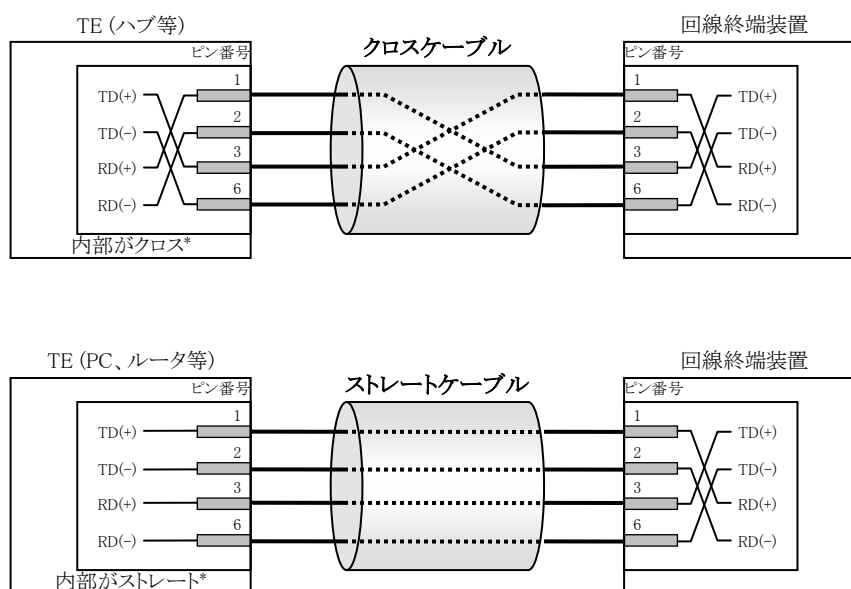 TE (ハブ等)
回線終端装置
ピン番号
クロスケーブル
ピン番号
1
1
TD(+)
TD(+)
2
2
TD(-)
TD(-)
3
3
RD(+)
RD(+)
6
6
RD(-)
RD(-)
内部がクロス*
TE (PC、ルータ等)
回線終端装置
ピン番号
ストレートケーブル
ピン番号
1
1
TD(+)
TD(+)
2
2
TD(-)
TD(-)
3
3
RD(+)
RD(+)
6
6
RD(-)
RD(-)
内部がストレート*